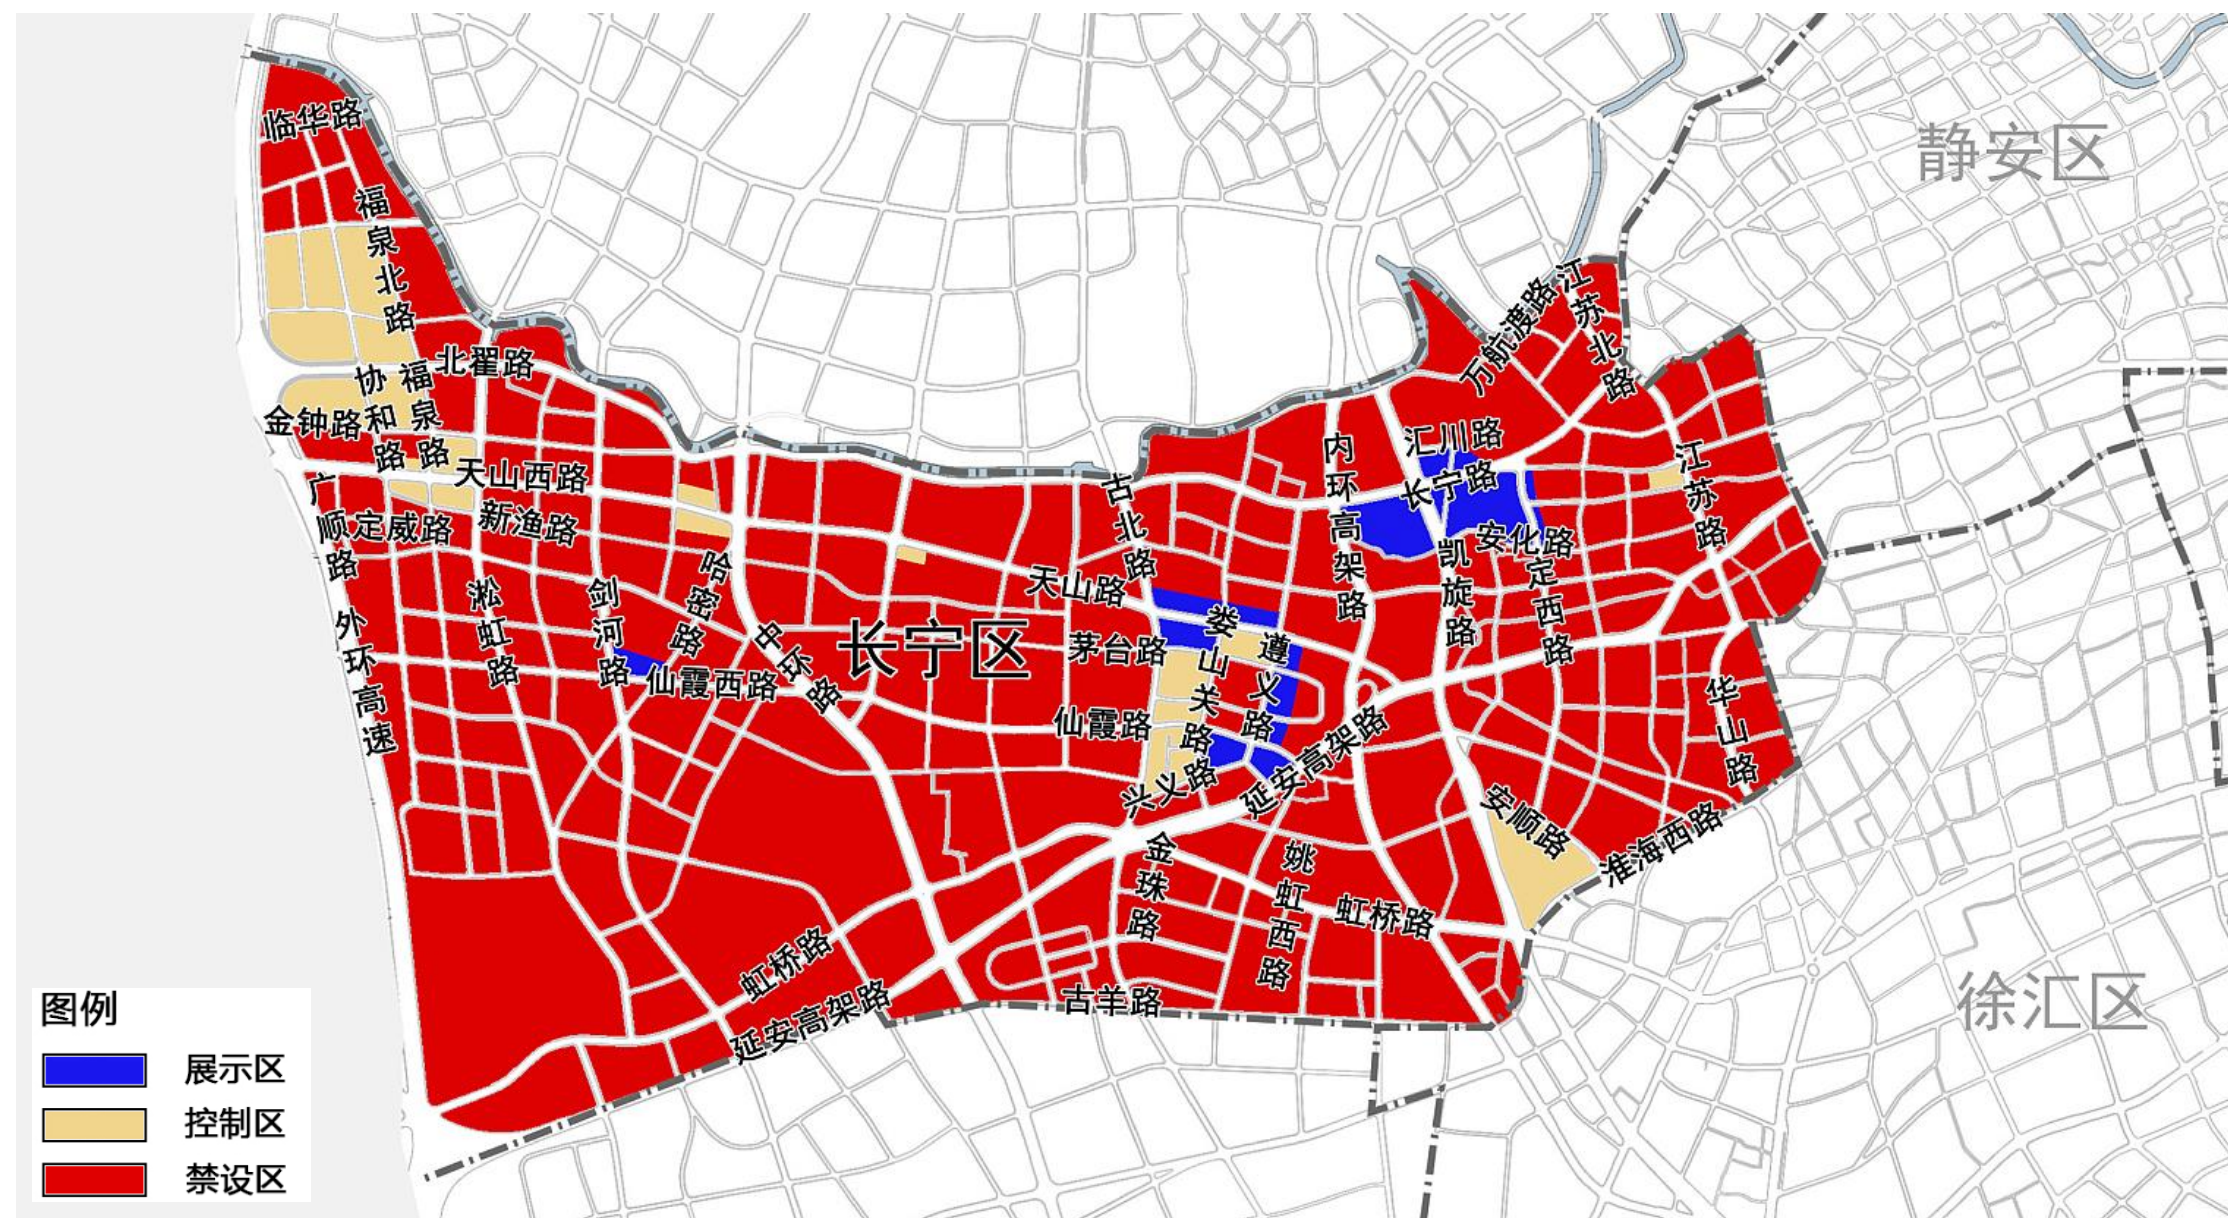 静安区
临华路
福泉北路
江苏北路
万航渡路
北翟路
协和路
福泉路
金钟路
汇川路
内环高架路
长宁路
江苏路
天山西路
古北路
广顺路
定威路
新渔路
安化路
凯旋路
定西路
哈密路
天山路
淞虹路
剑河路
娄山关路
遵义路
外环高速
中环路
长宁区
茅台路
仙霞西路
仙霞路
华山路
延安高架路
兴义路
安顺路
淮海西路
金珠路
姚虹西路
虹桥路
虹桥路
延安高架路
古羊路
徐汇区
图例
展示区
控制区
禁设区